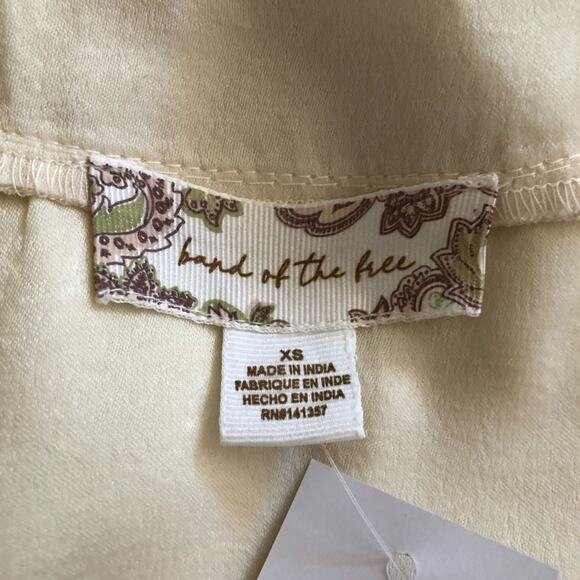 band of the free
XS
MADE IN INDIA
FABRIQUE EN INDE
HECHO EN INDIA
RN#141357